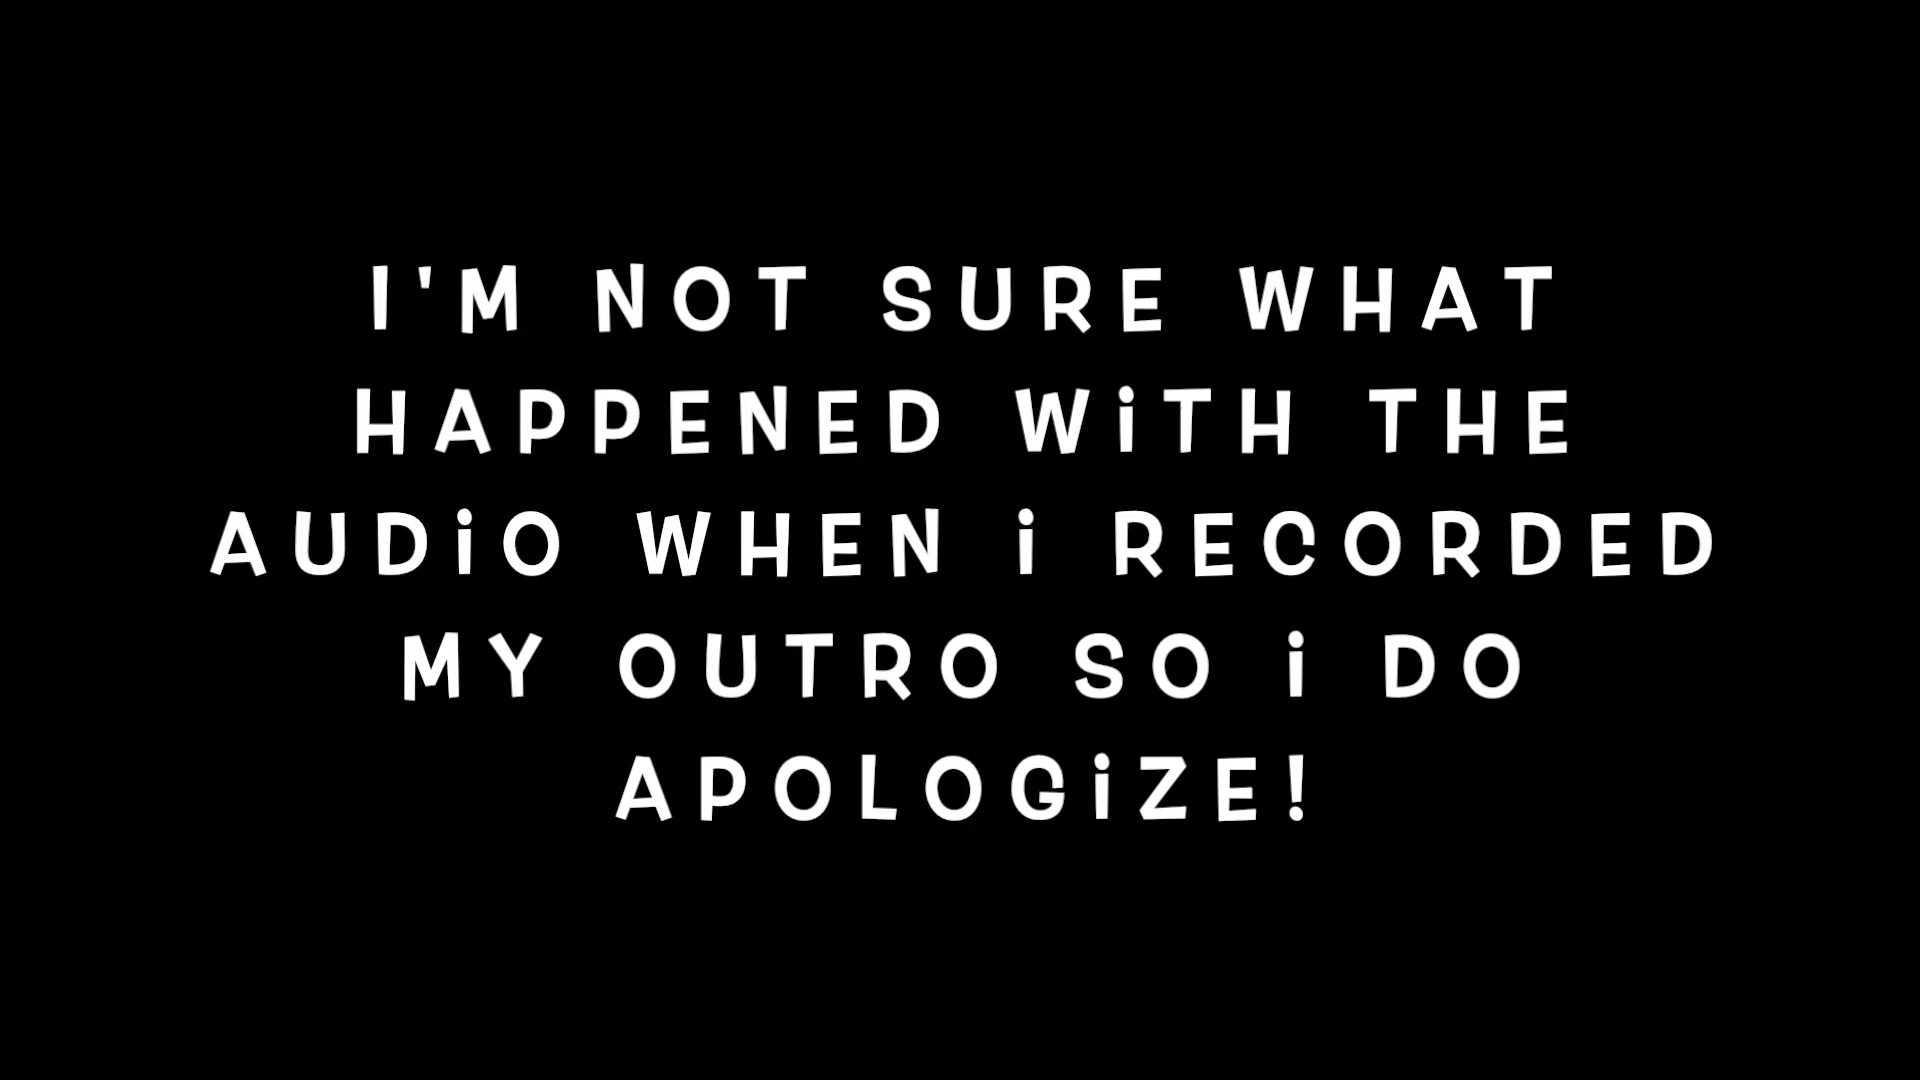 I'M NOT SURE WHAT
HAPPENED WiTH THE
AUDiO WHEN i RECORDED
MY OUTRO SO i DO
APOLOGiZE!